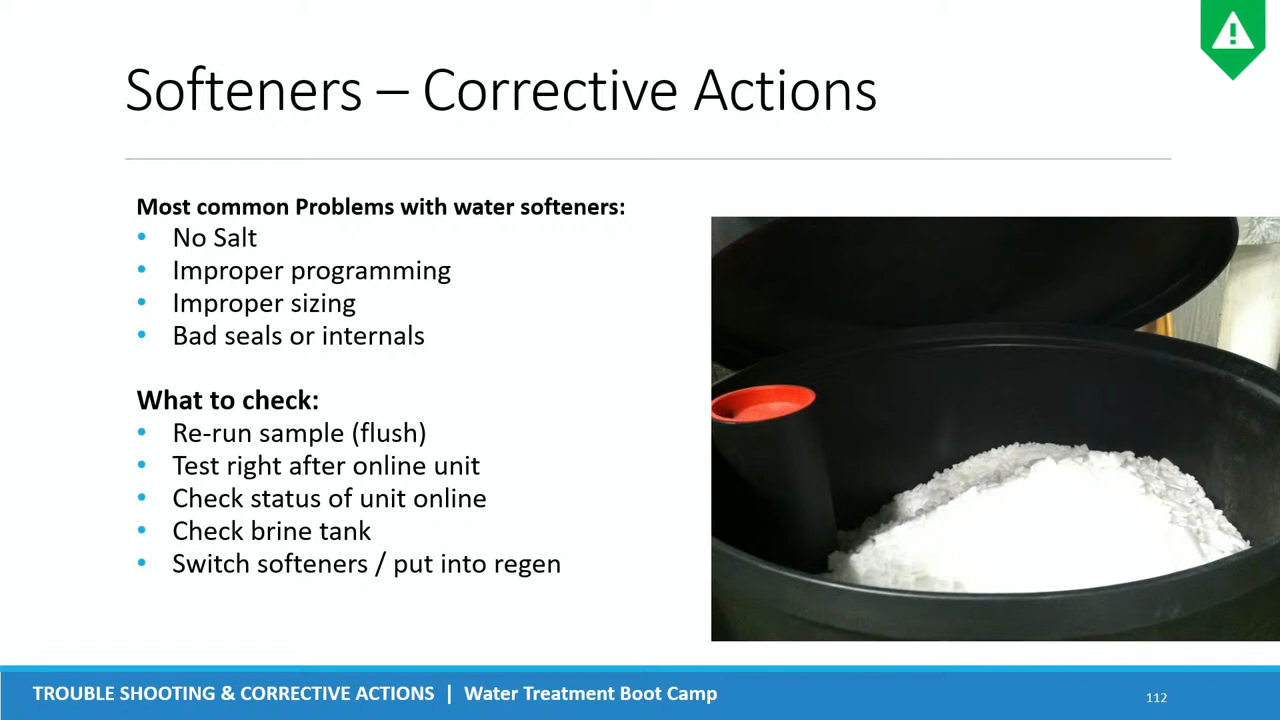 Softeners – Corrective Actions
Most common Problems with water softeners:
• No Salt
• Improper programming
• Improper sizing
• Bad seals or internals
What to check:
• Re-run sample (flush)
• Test right after online unit
• Check status of unit online
• Check brine tank
• Switch softeners / put into regen
TROUBLE SHOOTING & CORRECTIVE ACTIONS | Water Treatment Boot Camp
112